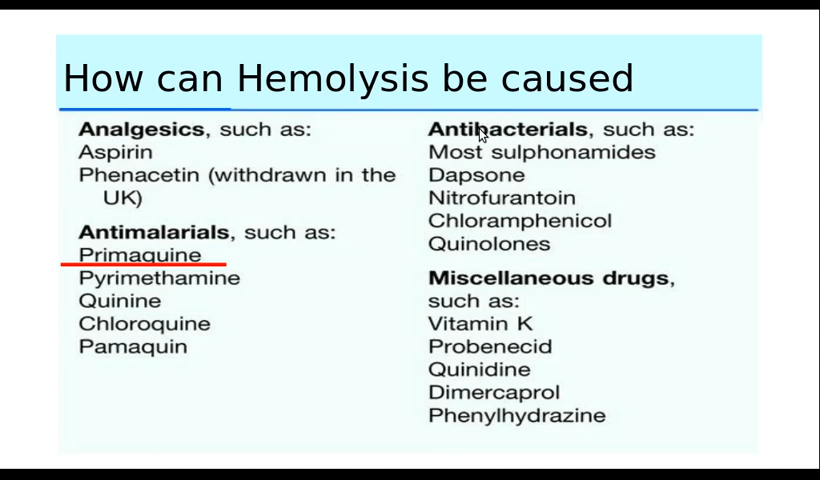 How can Hemolysis be caused
Analgesics, such as:
Aspirin
Phenacetin (withdrawn in the
UK)
Antimalarials, such as:
Primaquine
Pyrimethamine
Quinine
Chloroquine
Pamaquin
Antibacterials, such as:
Most sulphonamides
Dapsone
Nitrofurantoin
Chloramphenicol
Quinolones
Miscellaneous drugs,
such as:
Vitamin K
Probenecid
Quinidine
Dimercaprol
Phenylhydrazine